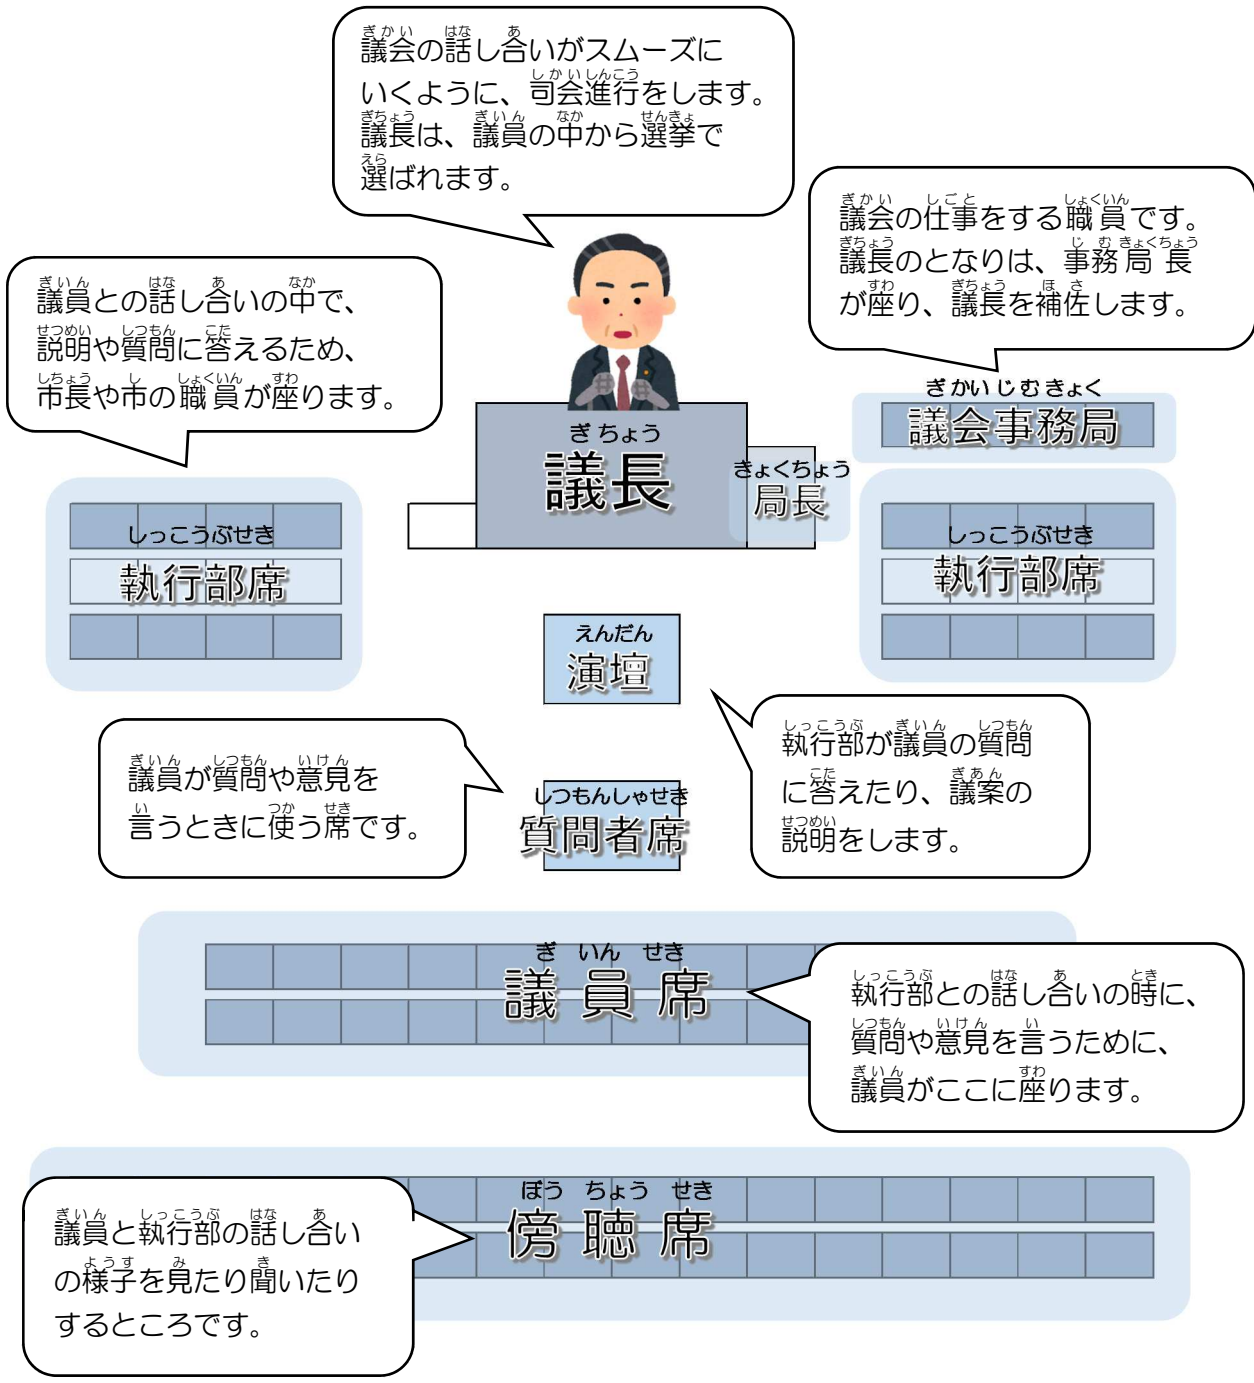 議会の話し合いがスムーズに
いくように、司会進行をします。
議長は、議員の中から選挙で
選ばれます。
議会の仕事をする職員です。
議長のとなりは、事務局長
が座り、議長を補佐します。
議員との話し合いの中で、
説明や質問に答えるため、
市長や市の職員が座ります。
ぎかいじむきょく
議会事務局
ぎちょう
議長
きょくちょう
局長
しっこうぶせき
執行部席
しっこうぶせき
執行部席
えんだん
演壇
執行部が議員の質問
に答えたり、議案の
説明をします。
議員が質問や意見を
言うときに使う席です。
しつもんしゃせき
質問者席
ぎいんせき
議員席
執行部との話し合いの時に、
質問や意見を言うために、
議員がここに座ります。
ぼうちょうせき
傍聴席
議員と執行部の話し合い
の様子を見たり聞いたり
するところです。